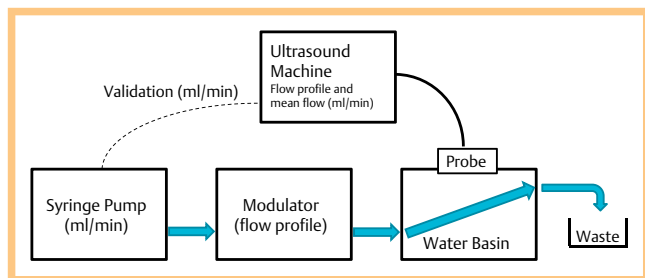 Ultrasound
Machine
Flow profile and
mean flow (ml/min)
Validation (ml/min)
Probe
Syringe Pump
(ml/min)
Modulator
(flow profile)
Water Basin
Waste